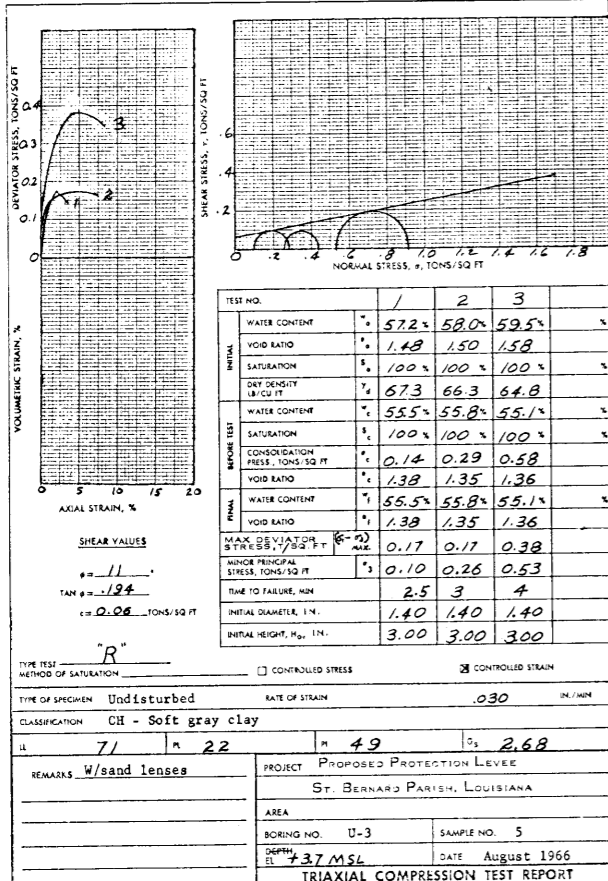 DEVIATOR STRESS, TONS/SQ FT
0.4
0.3
0.2
0.1
0
3
1
2
SHEAR STRESS, τ, TONS/SQ FT
.6
.4
.2
0 .2 .4 .6 .8 1.0 1.2 1.4 1.6 1.8
NORMAL STRESS, σ, TONS/SQ FT
VOLUMETRIC STRAIN, %
0 5 10 15 20
AXIAL STRAIN, %
SHEAR VALUES
φ = 11 °
TAN φ = .194
c = 0.06 TONS/SQ FT
TEST NO. 1 2 3
INITIAL
WATER CONTENT wo 57.2% 58.0% 59.5% %
VOID RATIO eo 1.48 1.50 1.58
SATURATION So 100 % 100 % 100 % %
DRY DENSITY LB/CU FT γd 67.3 66.3 64.8
BEFORE TEST
WATER CONTENT wc 55.5% 55.8% 55.1% %
SATURATION Sc 100 % 100 % 100 % %
CONSOLIDATION PRESS., TONS/SQ FT σc 0.14 0.29 0.58
VOID RATIO ec 1.38 1.35 1.36
FINAL
WATER CONTENT wf 55.5% 55.8% 55.1% %
VOID RATIO ef 1.38 1.35 1.36
MAX DEVIATOR STRESS, T/SQ. FT (σ1-σ3) MAX. 0.17 0.17 0.38
MINOR PRINCIPAL STRESS, TONS/SQ FT σ3 0.10 0.26 0.53
TIME TO FAILURE, MIN 2.5 3 4
INITIAL DIAMETER, IN. 1.40 1.40 1.40
INITIAL HEIGHT, Ho, IN. 3.00 3.00 3.00
TYPE TEST "R"
METHOD OF SATURATION
☐ CONTROLLED STRESS ☒ CONTROLLED STRAIN
TYPE OF SPECIMEN Undisturbed RATE OF STRAIN .030 IN./MIN
CLASSIFICATION CH - Soft gray clay
LL 71 PL 22 PI 49 Gs 2.68
REMARKS W/sand lenses
PROJECT PROPOSED PROTECTION LEVEE
ST. BERNARD PARISH, LOUISIANA
AREA
BORING NO. U-3 SAMPLE NO. 5
DEPTH
EL +3.7 MSL DATE August 1966
TRIAXIAL COMPRESSION TEST REPORT